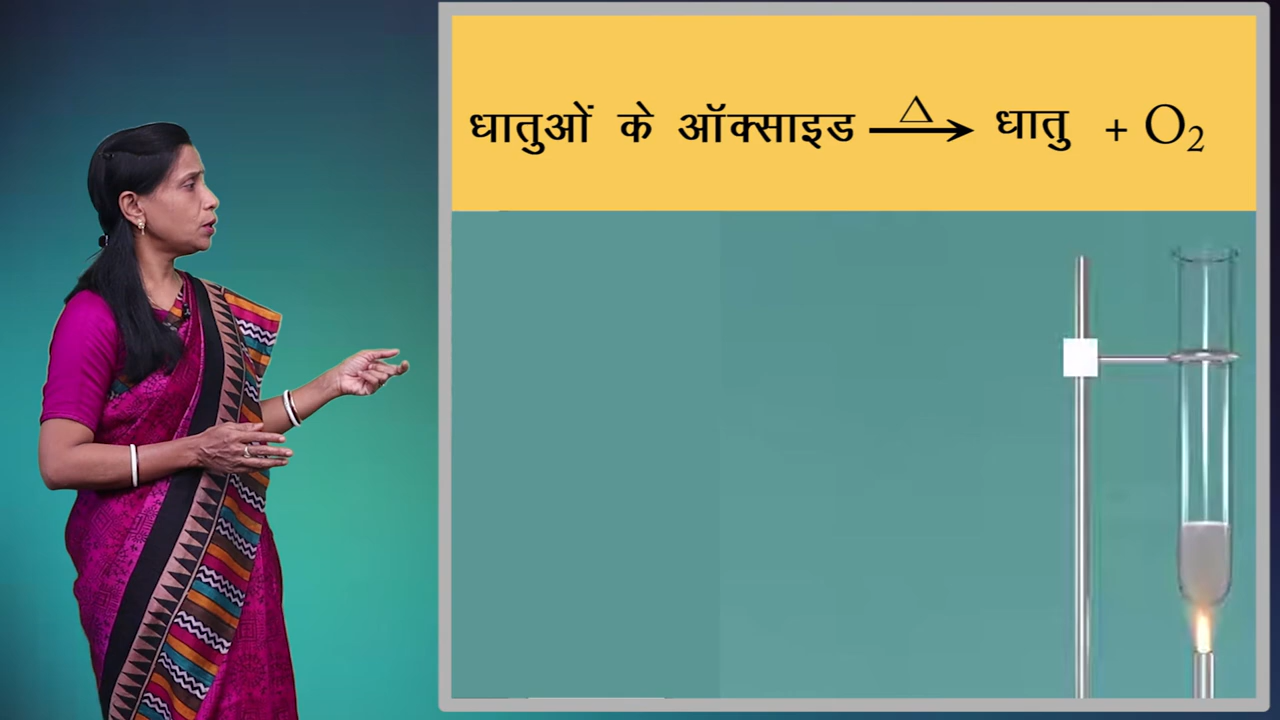 धातुओं के ऑक्साइड —Δ→ धातु + O₂